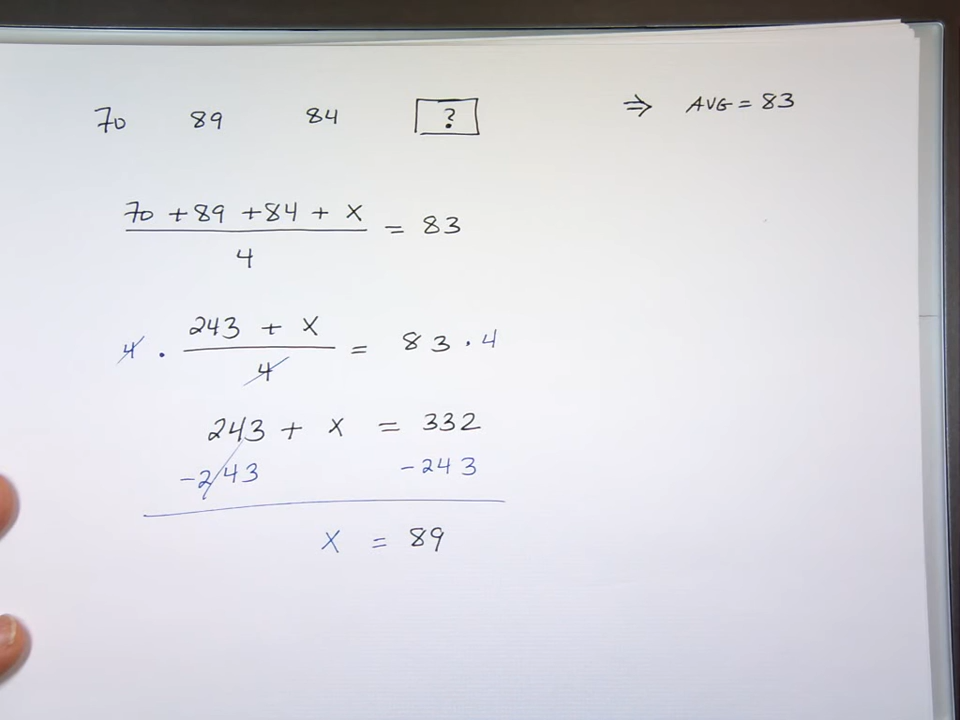 70 89 84 ? ⇒ AVG = 83
70 + 89 + 84 + X
= 83
4
243 + X
4 · = 83 · 4
4
243 + X = 332
-243 -243
X = 89